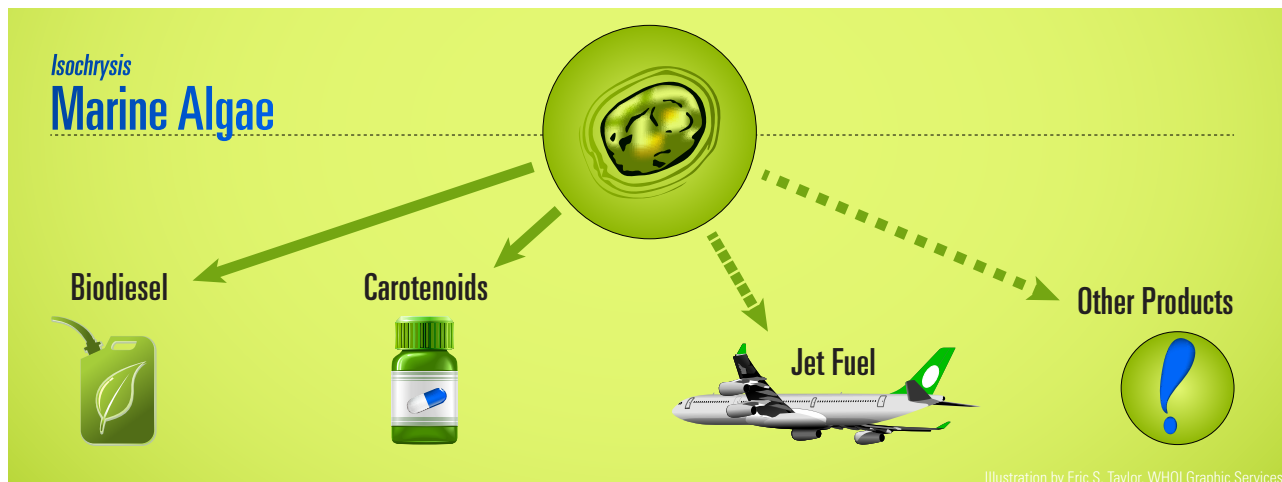 Isochrysis
Marine Algae
Biodiesel
Carotenoids
Jet Fuel
Other Products
Illustration by Eric S. Taylor, WHOI Graphic Services